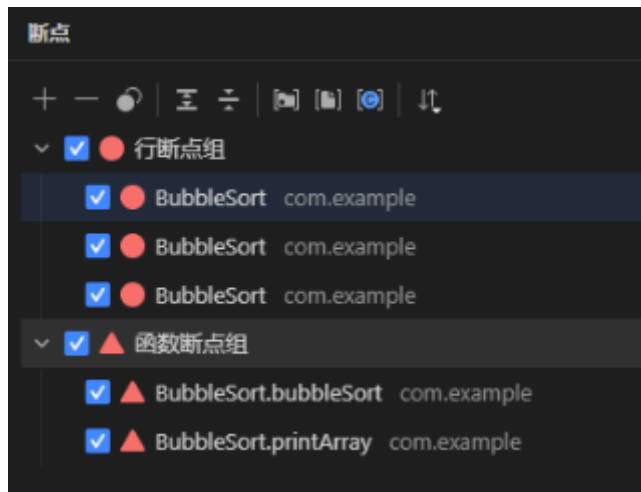 断点
行断点组
BubbleSort com.example
BubbleSort com.example
BubbleSort com.example
函数断点组
BubbleSort.bubbleSort com.example
BubbleSort.printArray com.example